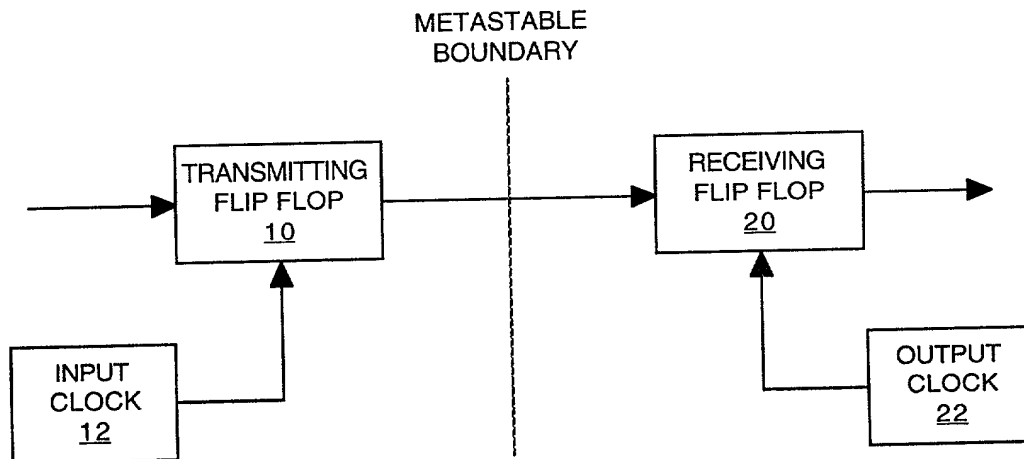 METASTABLE
BOUNDARY
TRANSMITTING
FLIP FLOP
10
RECEIVING
FLIP FLOP
20
INPUT
CLOCK
12
OUTPUT
CLOCK
22